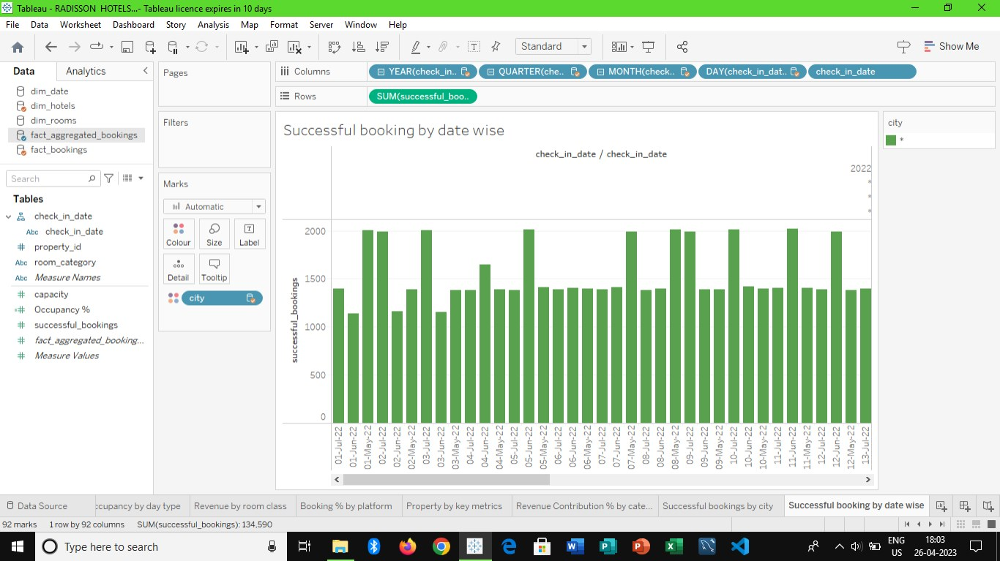 Tableau - RADISSON HOTELS...- Tableau licence expires in 10 days
File Data Worksheet Dashboard Story Analysis Map Format Server Window Help
Standard
Show Me
Data Analytics
dim_date
dim_hotels
dim_rooms
fact_aggregated_bookings
fact_bookings
Search
Tables
check_in_date
Abc check_in_date
# property_id
Abc room_category
Abc Measure Names
# capacity
=# Occupancy %
# successful_bookings
# fact_aggregated_booking...
# Measure Values
Pages
Filters
Marks
Automatic
Colour Size Label
Detail Tooltip
city
Columns YEAR(check_in.. QUARTER(che.. MONTH(check.. DAY(check_in_dat.. check_in_date
Rows SUM(successful_boo..
Successful booking by date wise
check_in_date / check_in_date
2022
*
*
*
successful_bookings
2000
1500
1000
500
0
01-Jul-22
01-Jun-22
01-May-22
02-Jul-22
02-Jun-22
02-May-22
03-Jul-22
03-Jun-22
03-May-22
04-Jul-22
04-Jun-22
04-May-22
05-Jul-22
05-Jun-22
05-May-22
06-Jul-22
06-Jun-22
06-May-22
07-Jul-22
07-Jun-22
07-May-22
08-Jul-22
08-Jun-22
08-May-22
09-Jul-22
09-Jun-22
09-May-22
10-Jul-22
10-Jun-22
10-May-22
11-Jul-22
11-Jun-22
11-May-22
12-Jul-22
12-Jun-22
12-May-22
13-Jul-22
city
*
Data Source ccupancy by day type Revenue by room class Booking % by platform Property by key metrics Revenue Contribution % by cate... Successful bookings by city Successful booking by date wise
92 marks 1 row by 92 columns SUM(successful_bookings): 134,590
Type here to search
ENG
US
18:03
26-04-2023